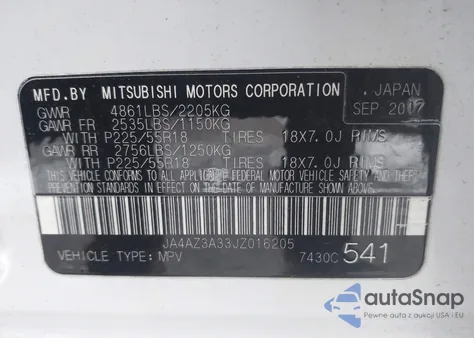 MFD.BY MITSUBISHI MOTORS CORPORATION , JAPAN
GVWR 4861LBS/2205KG SEP 2017
GAWR FR 2535LBS/1150KG
WITH P225/55R18 TIRES 18X7.0J RIMS
GAWR RR 2756LBS/1250KG
WITH P225/55R18 TIRES 18X7.0J RIMS
THIS VEHICLE CONFORMS TO ALL APPLICABLE FEDERAL MOTOR
VEHICLE SAFETY AND THEFT PREVENTION STANDARDS IN EFFECT
ON THE DATE OF MANUFACTURE SHOWN ABOVE.
JA4AZ3A33JZ016205
VEHICLE TYPE: MPV 7430C 541
autoSnap
Pewne auta z aukcji USA i EU